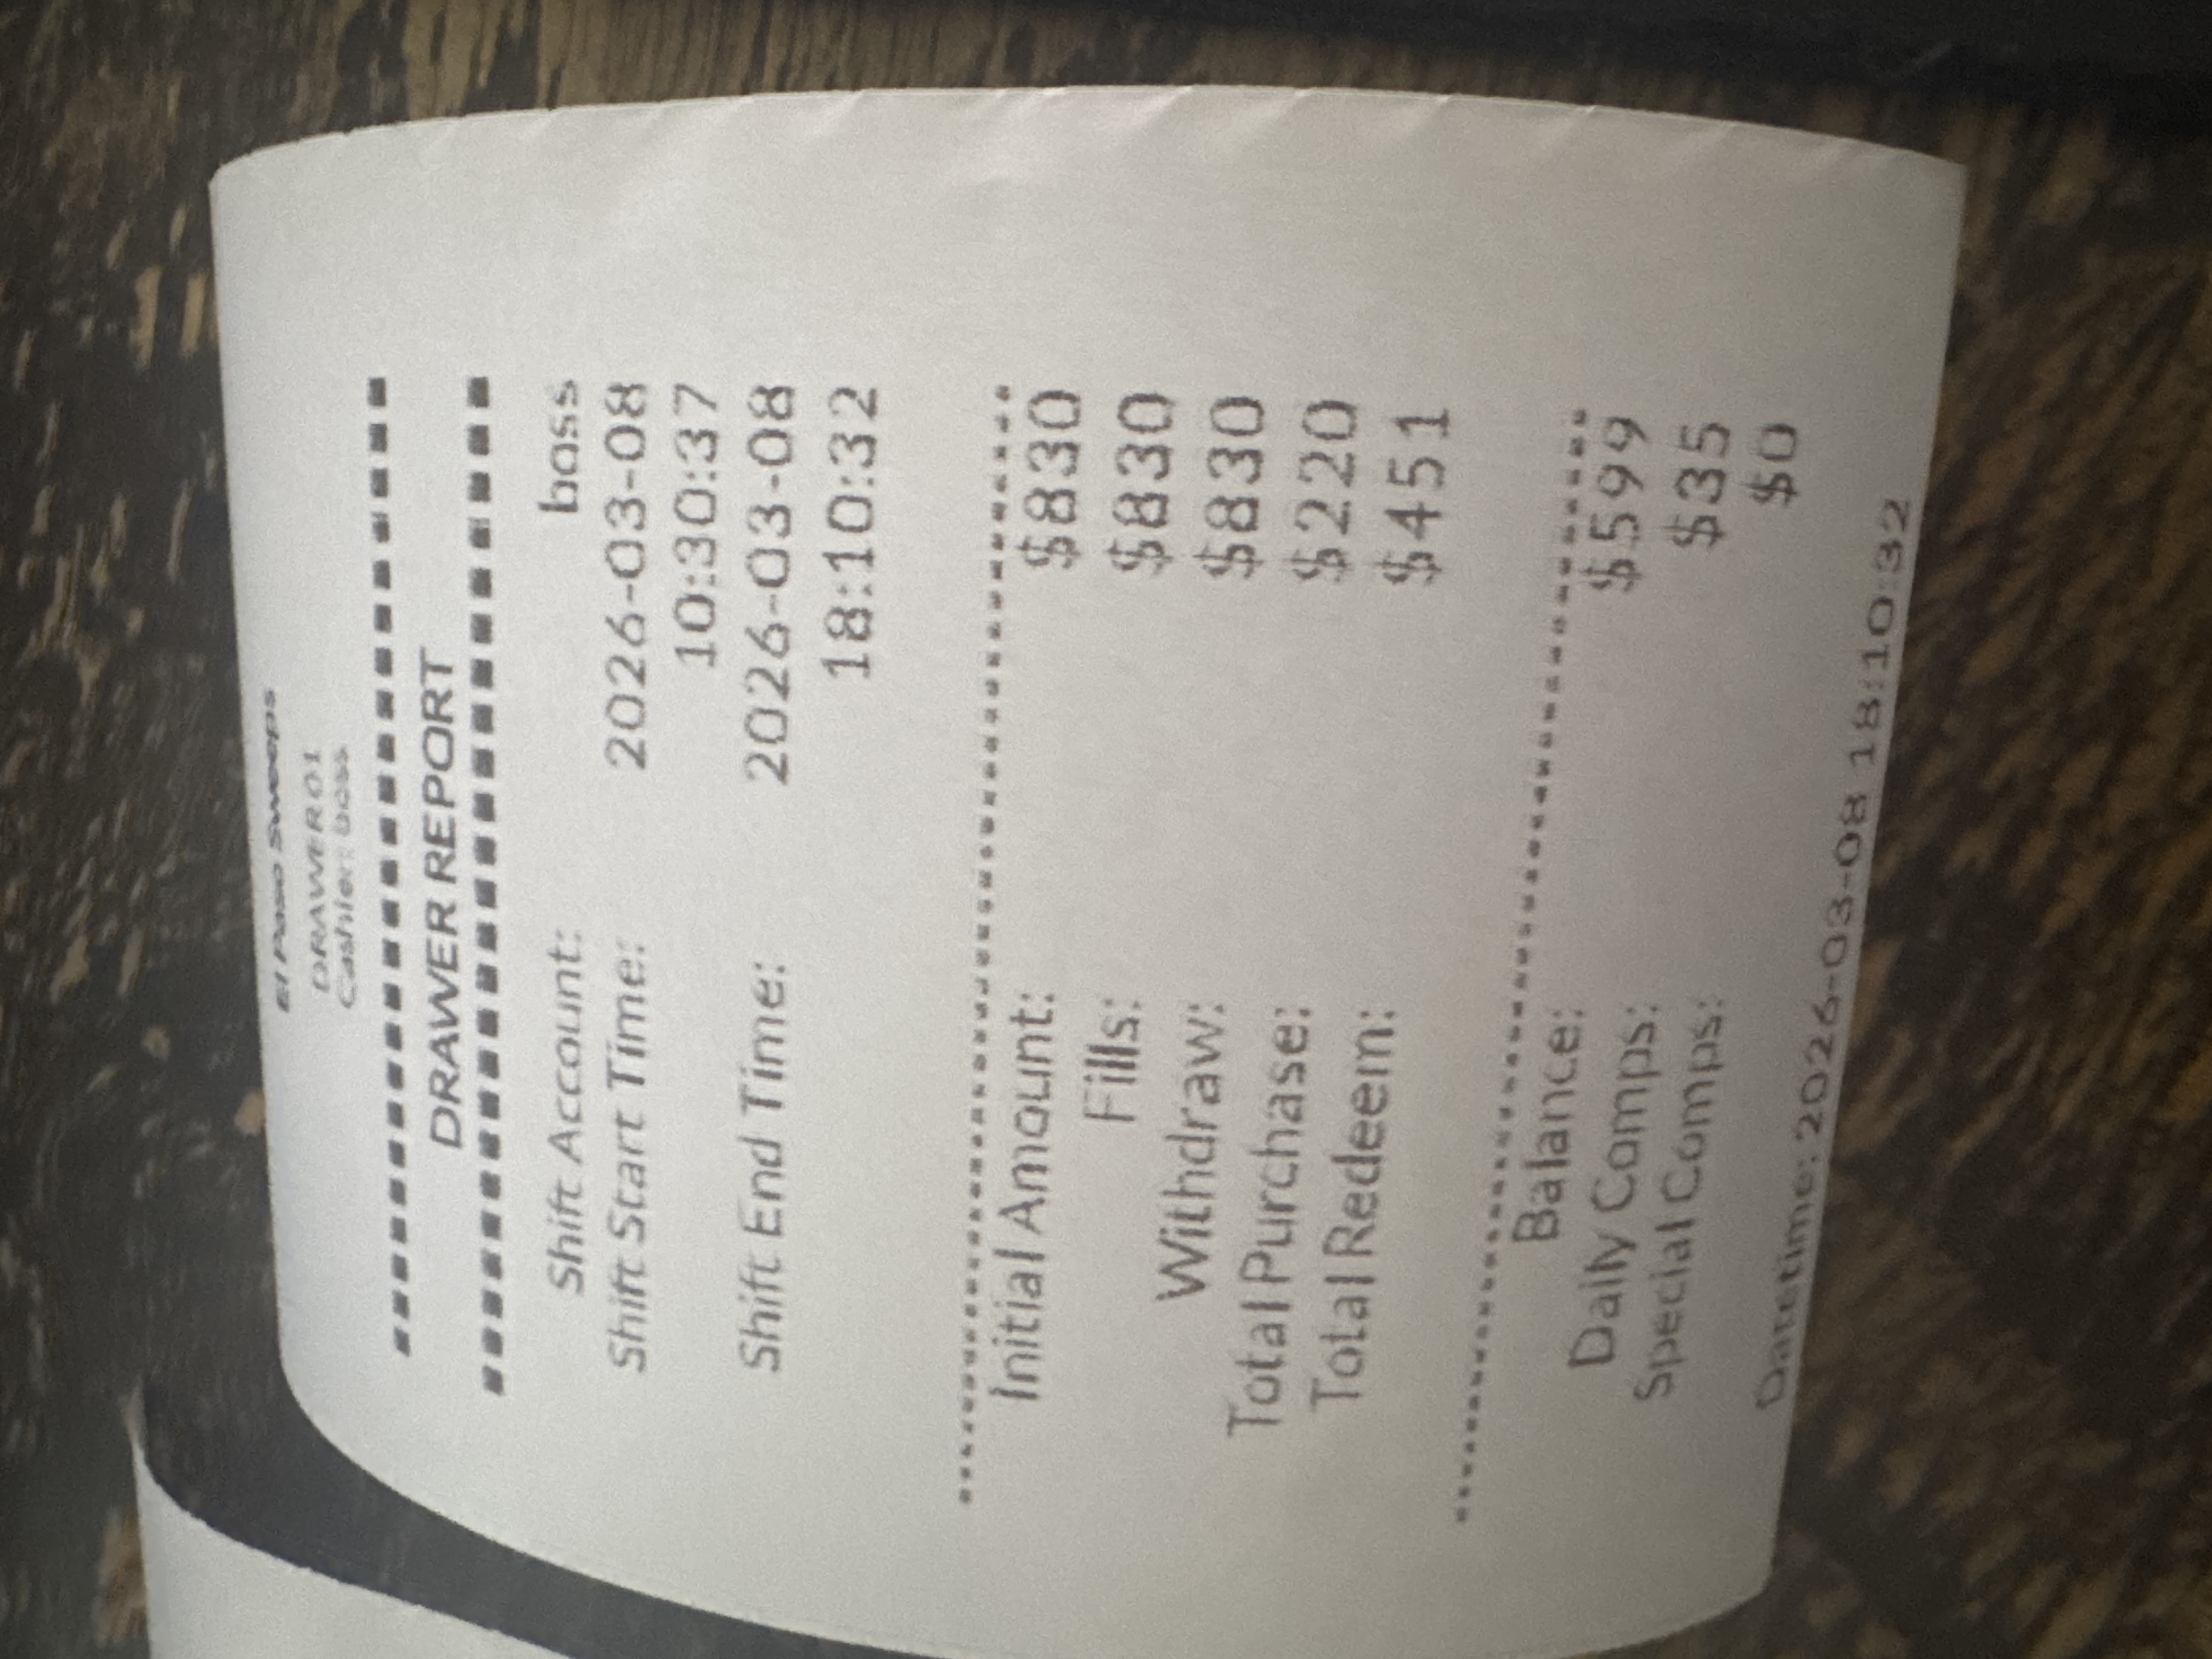 El Paso Sweeps
DRAWER01
Cashier: boss
DRAWER REPORT
Shift Account: boss
Shift Start Time: 2026-03-08
10:30:37
Shift End Time: 2026-03-08
18:10:32
Initial Amount: $830
Fills: $830
Withdraw: $830
Total Purchase: $220
Total Redeem: $451
Balance: $599
Daily Comps: $35
Special Comps: $0
Datetime: 2026-03-08 18:10:32